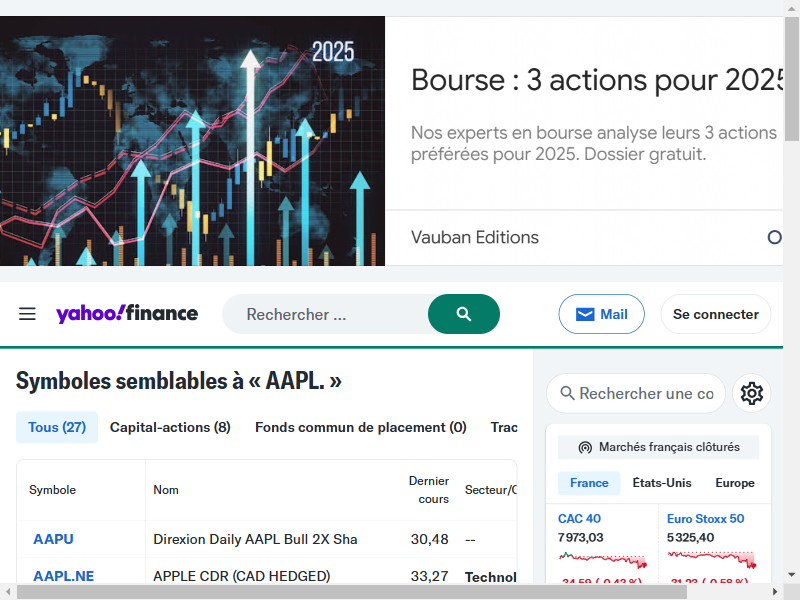 2025
Bourse : 3 actions pour 2025
Nos experts en bourse analyse leurs 3 actions
préférées pour 2025. Dossier gratuit.
Vauban Editions
yahoo!finance
Rechercher ...
Mail
Se connecter
Symboles semblables à « AAPL. »
Rechercher une co
Tous (27) Capital-actions (8) Fonds commun de placement (0) Trac
Marchés français clôturés
France États-Unis Europe
Symbole Nom Dernier cours Secteur/C
AAPU Direxion Daily AAPL Bull 2X Sha 30,48 --
AAPL.NE APPLE CDR (CAD HEDGED) 33,27 Technol
CAC 40
7 973,03
-34,59 (-0,43 %)
Euro Stoxx 50
5 325,40
-31,23 (-0,58 %)